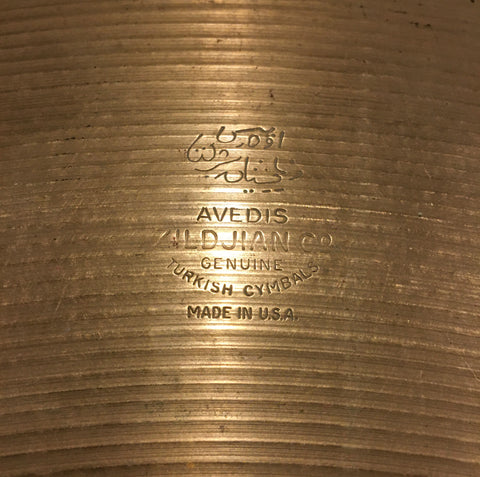 AVEDIS
ZILDJIAN CO
GENUINE
TURKISH CYMBALS
MADE IN U.S.A.